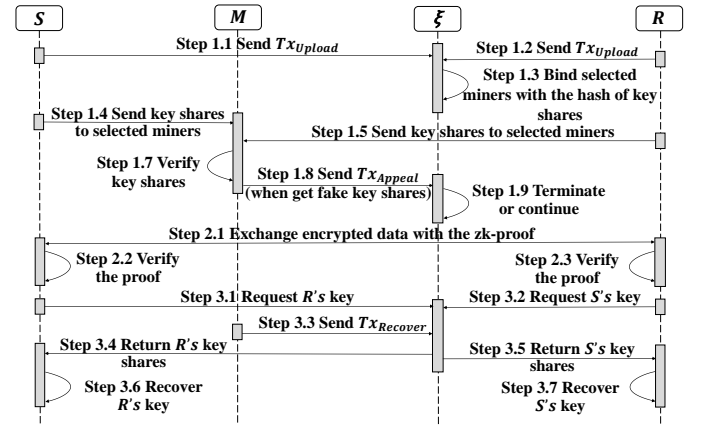 S M ξ R
Step 1.1 Send Tx_Upload
Step 1.2 Send Tx_Upload
Step 1.3 Bind selected
miners with the hash of key
shares
Step 1.4 Send key shares
to selected miners
Step 1.5 Send key shares to selected miners
Step 1.7 Verify
key shares
Step 1.8 Send Tx_Appeal
(when get fake key shares)
Step 1.9 Terminate
or continue
Step 2.1 Exchange encrypted data with the zk-proof
Step 2.2 Verify
the proof
Step 2.3 Verify
the proof
Step 3.1 Request R's key
Step 3.2 Request S's key
Step 3.3 Send Tx_Recover
Step 3.4 Return R's key
shares
Step 3.5 Return S's key
shares
Step 3.6 Recover
R's key
Step 3.7 Recover
S's key